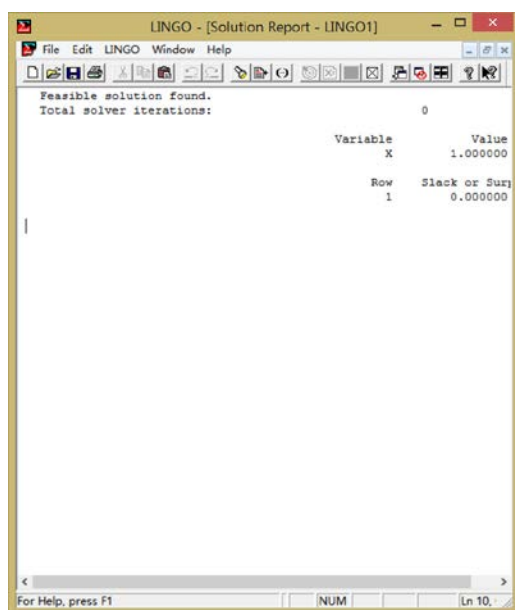 LINGO - [Solution Report - LINGO1]
File Edit LINGO Window Help
Feasible solution found.
Total solver iterations: 0
Variable Value
X 1.000000
Row Slack or Surp
1 0.000000
For Help, press F1 NUM Ln 10,